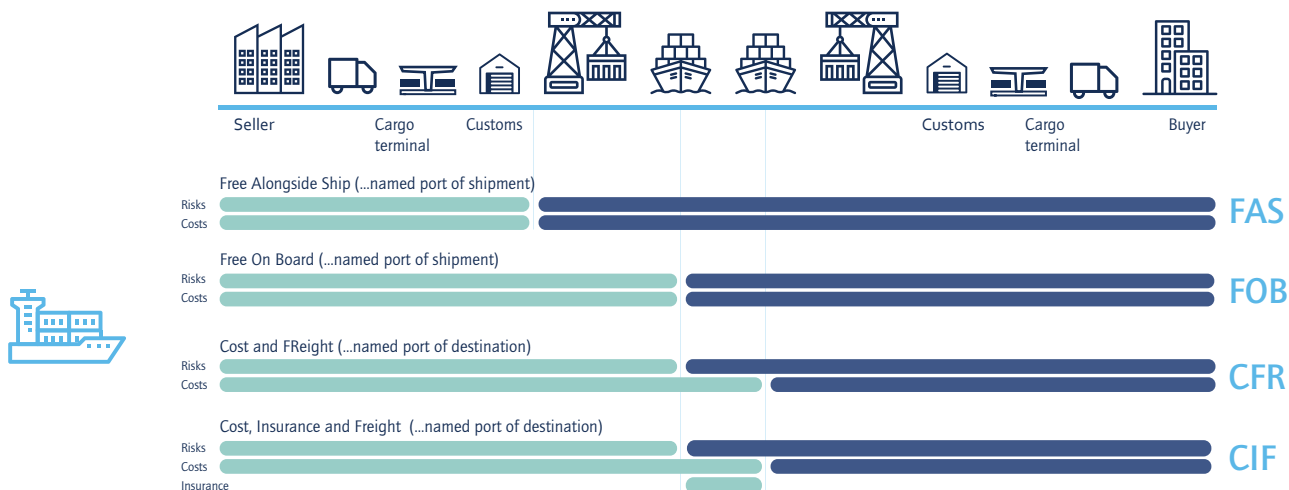 Seller
Cargo
terminal
Customs
Customs
Cargo
terminal
Buyer
Free Alongside Ship (...named port of shipment)
Risks
Costs
FAS
Free On Board (...named port of shipment)
Risks
Costs
FOB
Cost and FReight (...named port of destination)
Risks
Costs
CFR
Cost, Insurance and Freight (...named port of destination)
Risks
Costs
CIF
Insurance